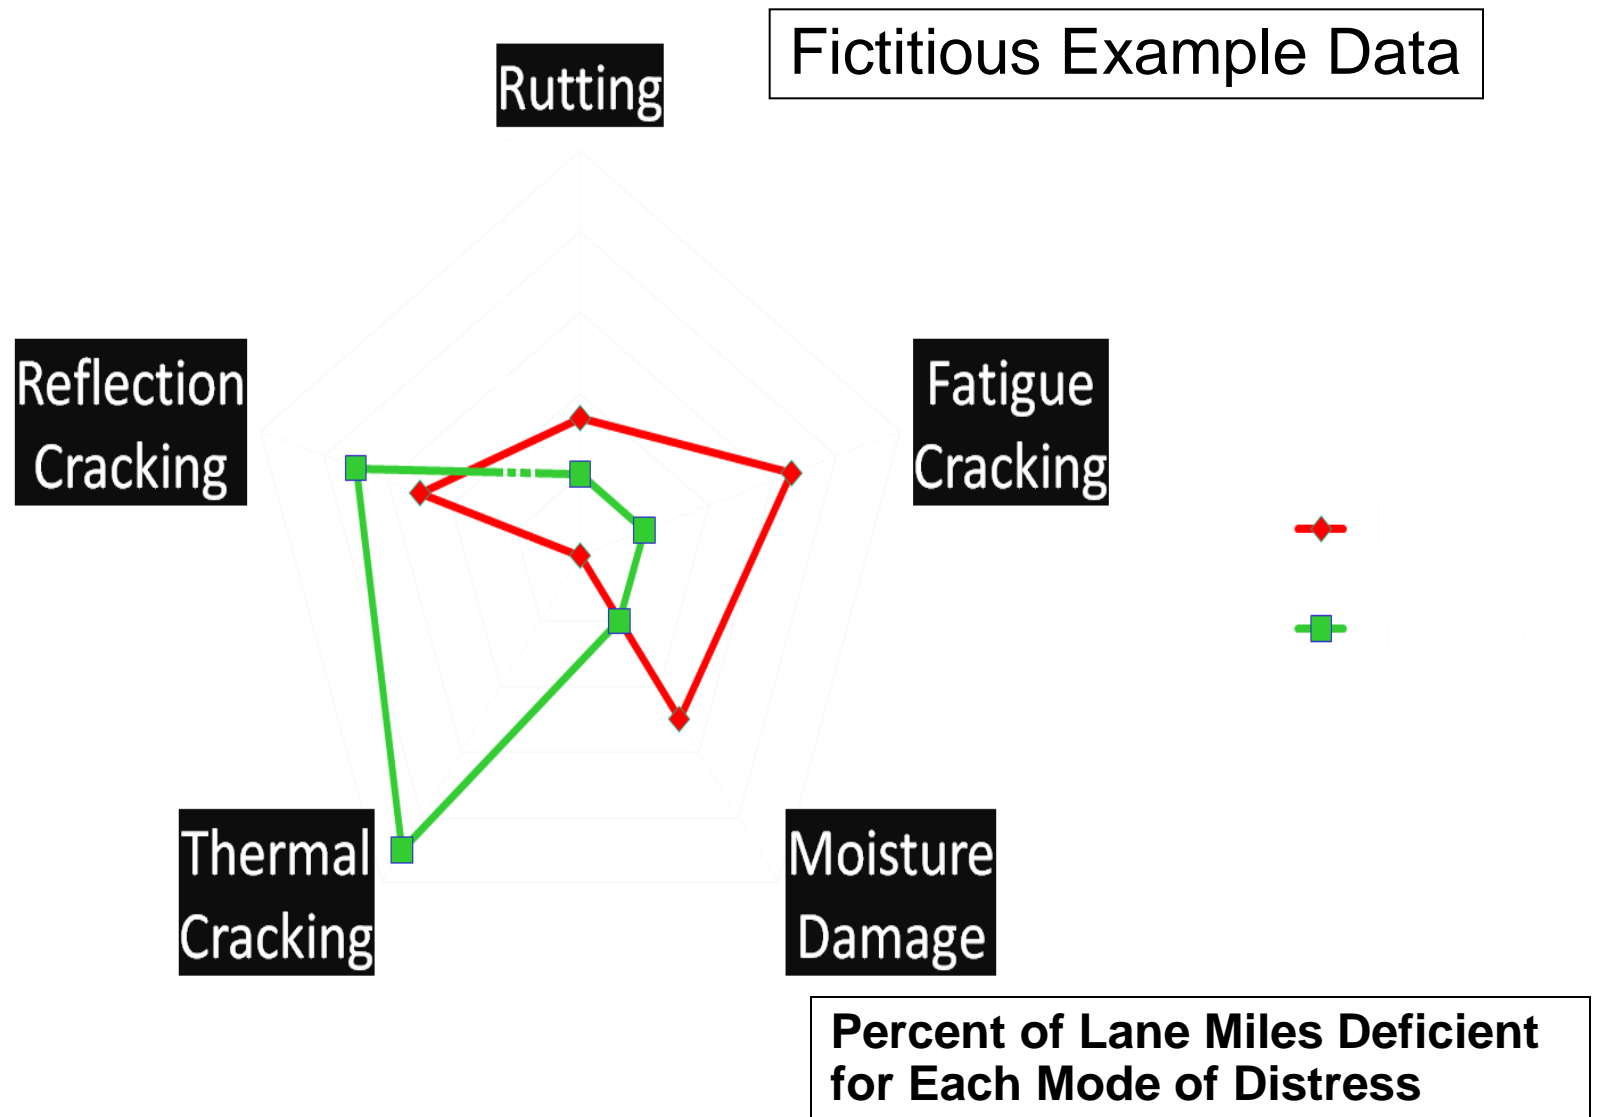 Fictitious Example Data
Rutting
Reflection
Cracking
Fatigue
Cracking
Thermal
Cracking
Moisture
Damage
Percent of Lane Miles Deficient
for Each Mode of Distress